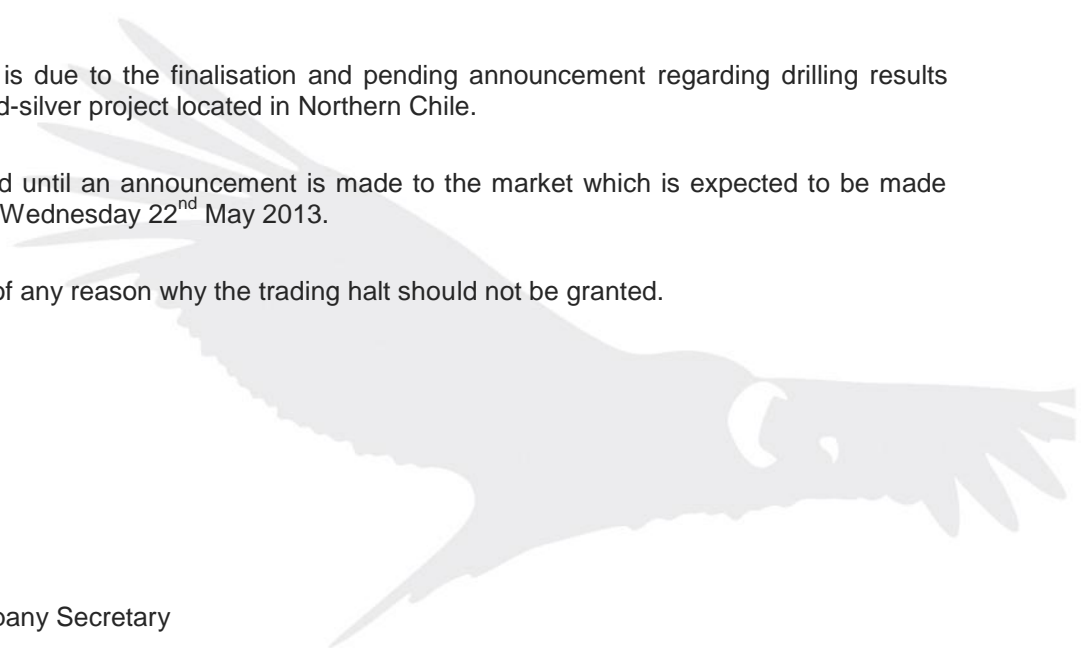 is due to the finalisation and pending announcement regarding drilling results
-silver project located in Northern Chile.
until an announcement is made to the market which is expected to be made
Wednesday 22nd May 2013.
of any reason why the trading halt should not be granted.
Secretary